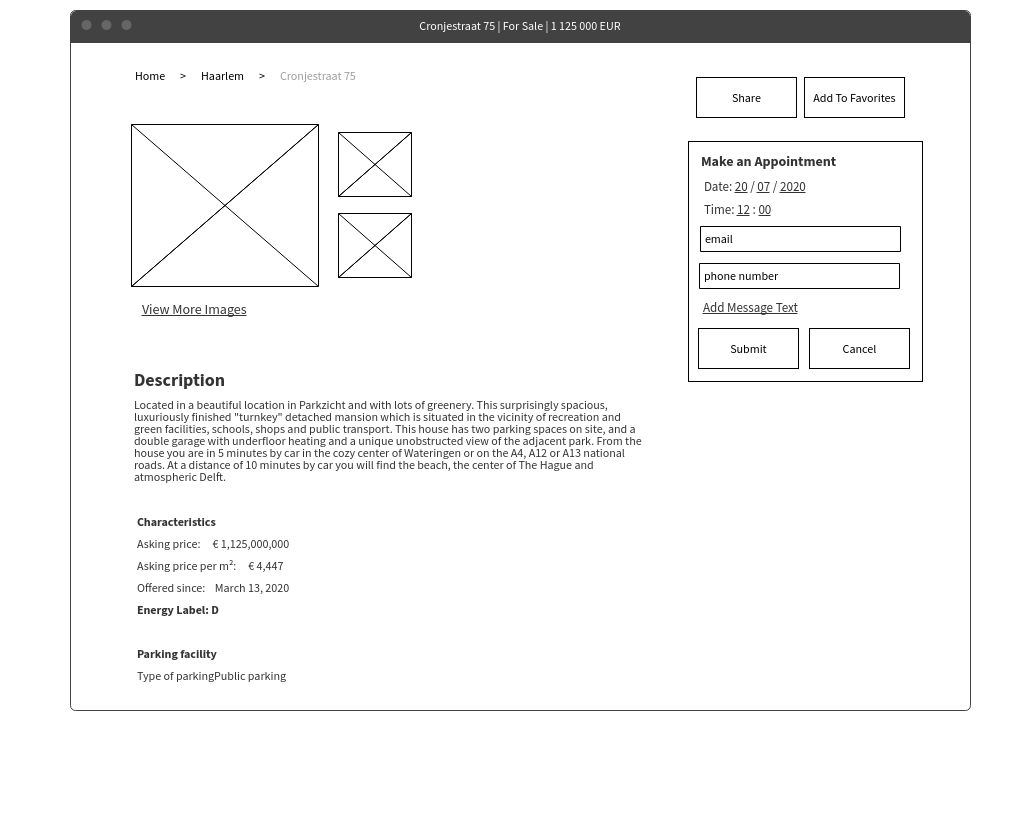 Cronjestraat 75 | For Sale | 1 125 000 EUR
Home > Haarlem > Cronjestraat 75
Share
Add To Favorites
Make an Appointment
Date: 20 / 07 / 2020
Time: 12 : 00
email
phone number
Add Message Text
Submit
Cancel
View More Images
Description
Located in a beautiful location in Parkzicht and with lots of greenery. This surprisingly spacious,
luxuriously finished "turnkey" detached mansion which is situated in the vicinity of recreation and
green facilities, schools, shops and public transport. This house has two parking spaces on site, and a
double garage with underfloor heating and a unique unobstructed view of the adjacent park. From the
house you are in 5 minutes by car in the cozy center of Wateringen or on the A4, A12 or A13 national
roads. At a distance of 10 minutes by car you will find the beach, the center of The Hague and
atmospheric Delft.
Characteristics
Asking price: € 1,125,000,000
Asking price per m²: € 4,447
Offered since: March 13, 2020
Energy Label: D
Parking facility
Type of parkingPublic parking